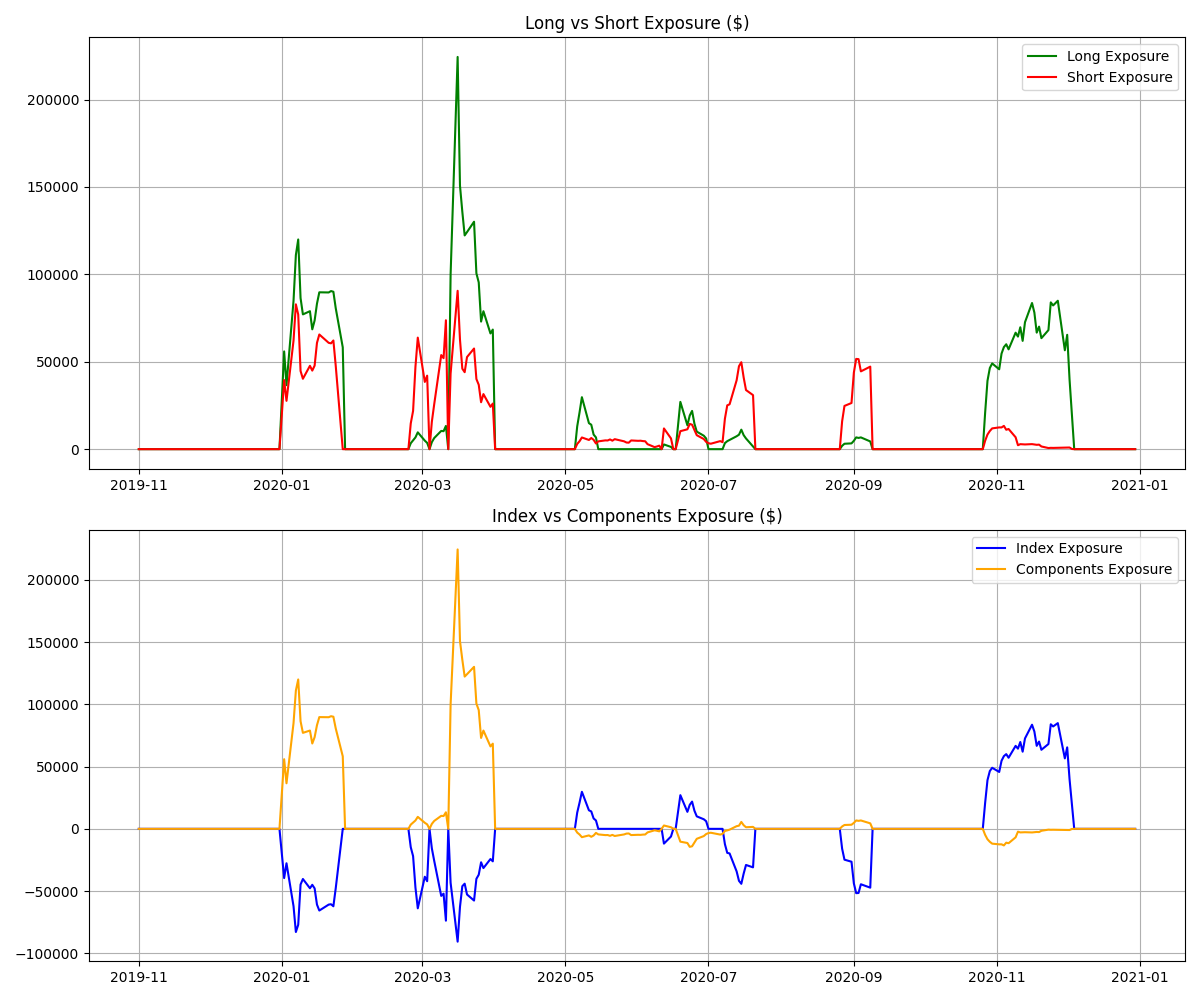 Long vs Short Exposure ($)
Long Exposure
Short Exposure
200000
150000
100000
50000
0
2019-11 2020-01 2020-03 2020-05 2020-07 2020-09 2020-11 2021-01
Index vs Components Exposure ($)
Index Exposure
Components Exposure
200000
150000
100000
50000
0
−50000
−100000
2019-11 2020-01 2020-03 2020-05 2020-07 2020-09 2020-11 2021-01